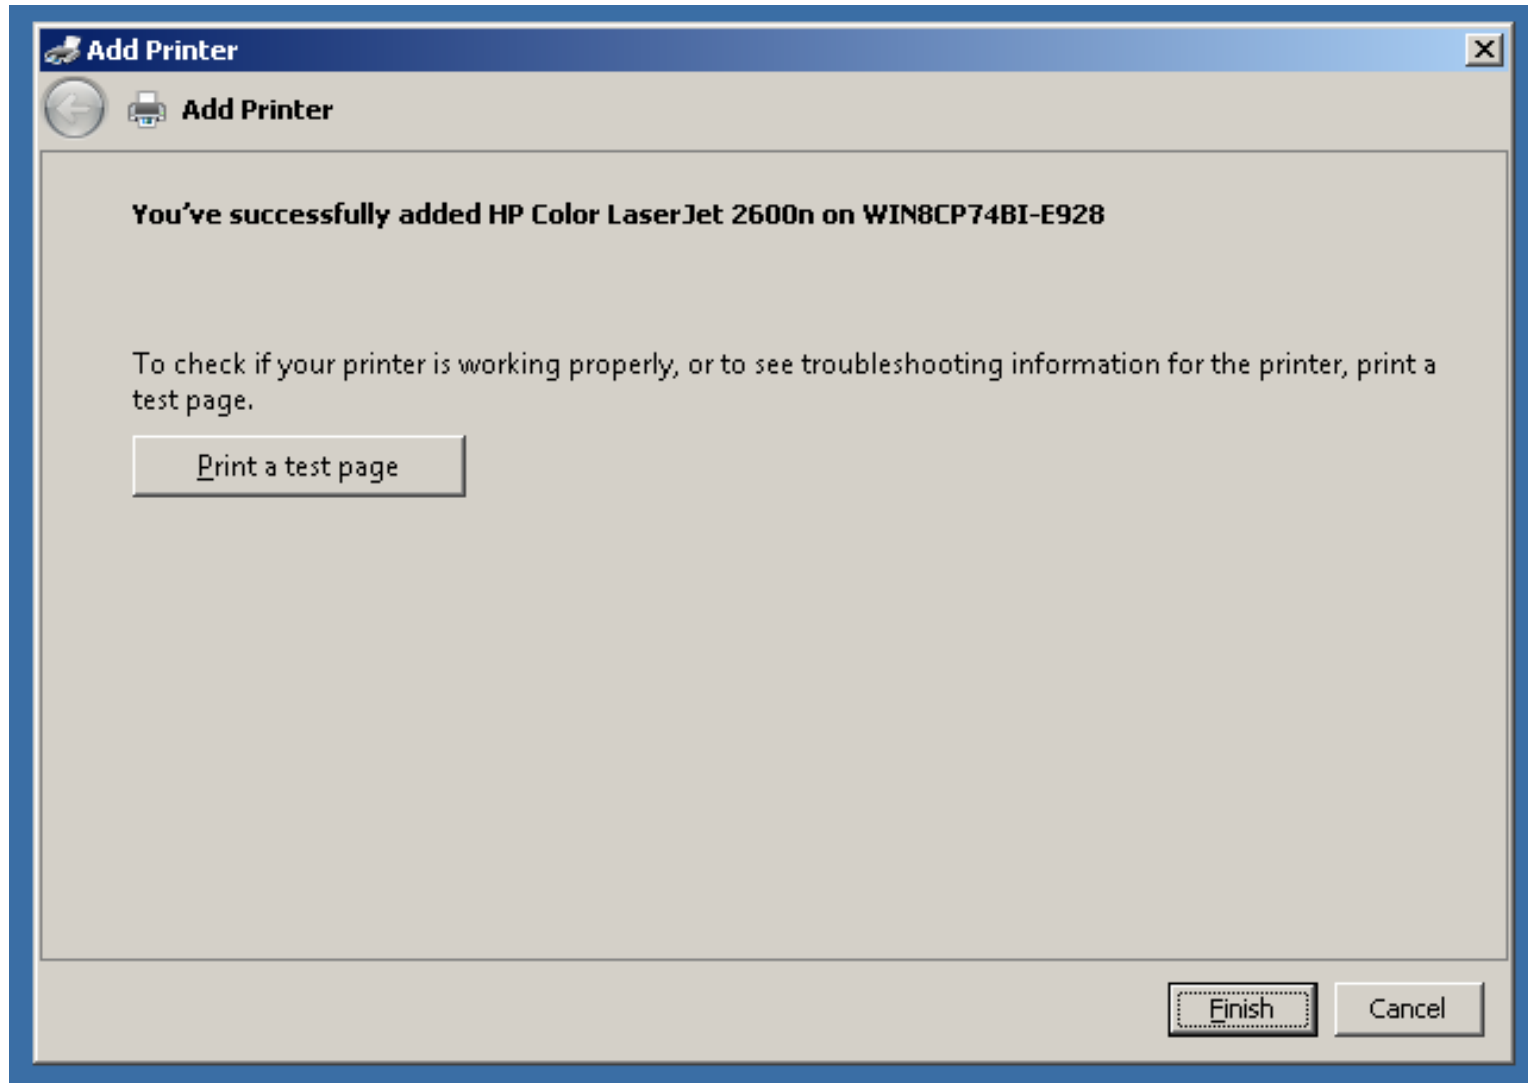 Add Printer
Add Printer
You've successfully added HP Color LaserJet 2600n on WIN8CP74BI-E928
To check if your printer is working properly, or to see troubleshooting information for the printer, print a
test page.
Print a test page
Finish
Cancel